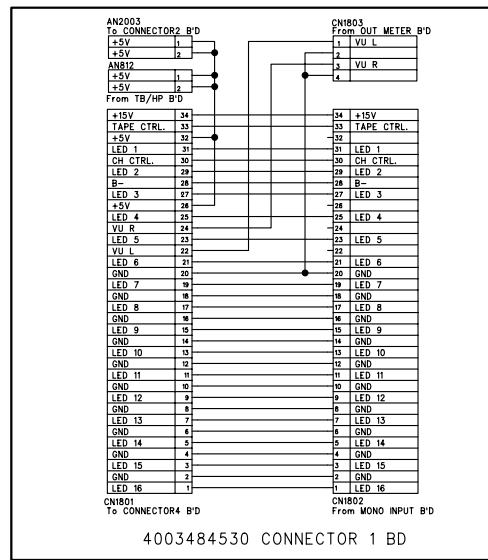 AN2003
To CONNECTOR2 B'D
+5V 1
+5V 2
AN812
+5V 1
+5V 2
From TB/HP B'D
CN1803
From OUT METER B'D
1 VU L
2
3 VU R
4
+15V 34
TAPE CTRL. 33
+5V 32
LED 1 31
CH CTRL. 30
LED 2 29
B- 28
LED 3 27
+5V 26
LED 4 25
VU R 24
LED 5 23
VU L 22
LED 6 21
GND 20
LED 7 19
GND 18
LED 8 17
GND 16
LED 9 15
GND 14
LED 10 13
GND 12
LED 11 11
GND 10
LED 12 9
GND 8
LED 13 7
GND 6
LED 14 5
GND 4
LED 15 3
GND 2
LED 16 1
CN1801
To CONNECTOR4 B'D
34 +15V
33 TAPE CTRL.
32
31 LED 1
30 CH CTRL.
29 LED 2
28 B-
27 LED 3
26
25 LED 4
24
23 LED 5
22
21 LED 6
20 GND
19 LED 7
18 GND
17 LED 8
16 GND
15 LED 9
14 GND
13 LED 10
12 GND
11 LED 11
10 GND
9 LED 12
8 GND
7 LED 13
6 GND
5 LED 14
4 GND
3 LED 15
2 GND
1 LED 16
CN1802
From MONO INPUT B'D
4003484530 CONNECTOR 1 BD